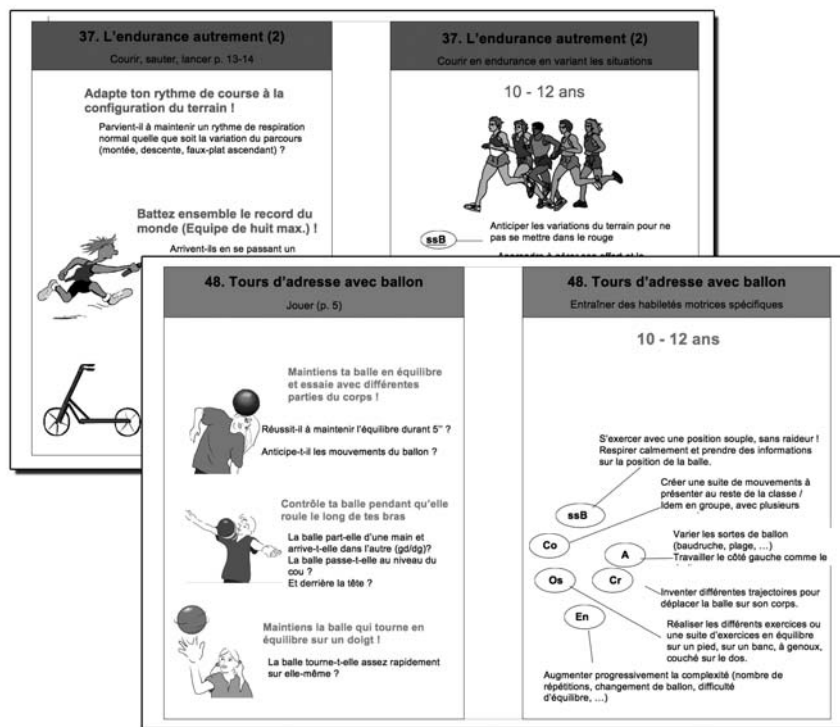 37. L'endurance autrement (2)
Courir, sauter, lancer p. 13-14
Adapte ton rythme de course à la
configuration du terrain !
Parvient-il à maintenir un rythme de respiration
normal quelle que soit la variation du parcours
(montée, descente, faux-plat ascendant) ?
Battez ensemble le record du
monde (Equipe de huit max.) !
Arrivent-ils en se passant un
37. L'endurance autrement (2)
Courir en endurance en variant les situations
10 - 12 ans
ssB
Anticiper les variations du terrain pour ne
pas se mettre dans le rouge
48. Tours d'adresse avec ballon
Jouer (p. 5)
Maintiens ta balle en équilibre
et essaie avec différentes
parties du corps !
Réussit-il à maintenir l'équilibre durant 5'' ?
Anticipe-t-il les mouvements du ballon ?
Contrôle ta balle pendant qu'elle
roule le long de tes bras
La balle part-elle d'une main et
arrive-t-elle dans l'autre (gd/dg)?
La balle passe-t-elle au niveau du
cou ?
Et derrière la tête ?
Maintiens la balle qui tourne en
équilibre sur un doigt !
La balle tourne-t-elle assez rapidement
sur elle-même ?
48. Tours d'adresse avec ballon
Entraîner des habiletés motrices spécifiques
10 - 12 ans
S'exercer avec une position souple, sans raideur !
Respirer calmement et prendre des informations
sur la position de la balle.
Créer une suite de mouvements à
présenter au reste de la classe /
Idem en groupe, avec plusieurs
ssB
Co
A
Varier les sortes de ballon
(baudruche, plage, ...)
Travailler le côté gauche comme le
Os
Cr
Inventer différentes trajectoires pour
déplacer la balle sur son corps.
En
Réaliser les différents exercices ou
une suite d'exercices en équilibre
sur un pied, sur un banc, à genoux,
couché sur le dos.
Augmenter progressivement la complexité (nombre de
répétitions, changement de ballon, difficulté
d'équilibre, ...)